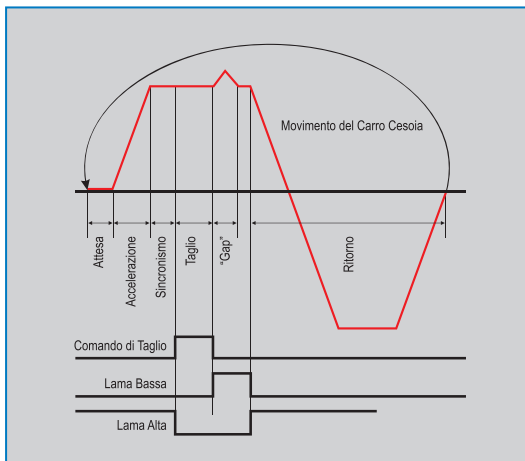 Movimento del Carro Cesoia
Attesa
Accelerazione
Sincronismo
Taglio
“Gap”
Ritorno
Comando di Taglio
Lama Bassa
Lama Alta